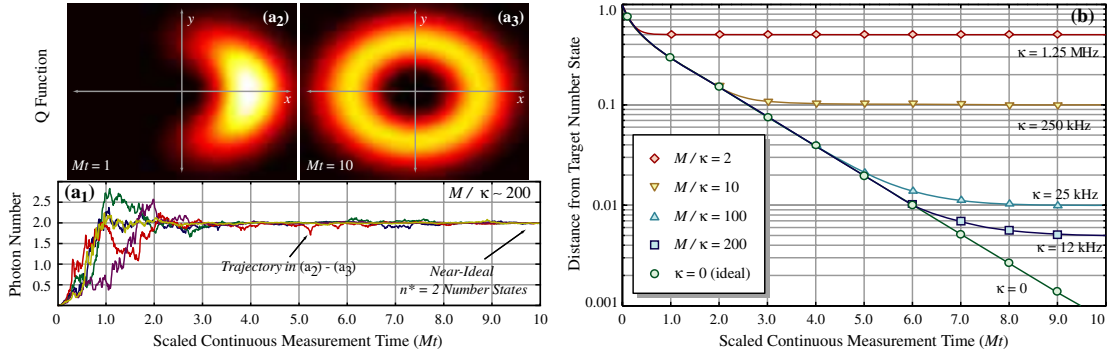 (a₂)
y
x
Mt = 1
(a₃)
y
x
Mt = 10
Q Function
(a₁)
M / κ ~ 200
Photon Number
2.5
2.0
1.5
1.0
0.5
Trajectory in (a₂) - (a₃)
Near-Ideal
n* = 2 Number States
0 1.0 2.0 3.0 4.0 5.0 6.0 7.0 8.0 9.0 10
Scaled Continuous Measurement Time (Mt)
(b)
Distance from Target Number State
1.0
0.1
0.01
0.001
κ = 1.25 MHz
κ = 250 kHz
κ = 25 kHz
κ = 12 kHz
κ = 0
M / κ = 2
M / κ = 10
M / κ = 100
M / κ = 200
κ = 0 (ideal)
0 1.0 2.0 3.0 4.0 5.0 6.0 7.0 8.0 9.0 10
Scaled Continuous Measurement Time (Mt)